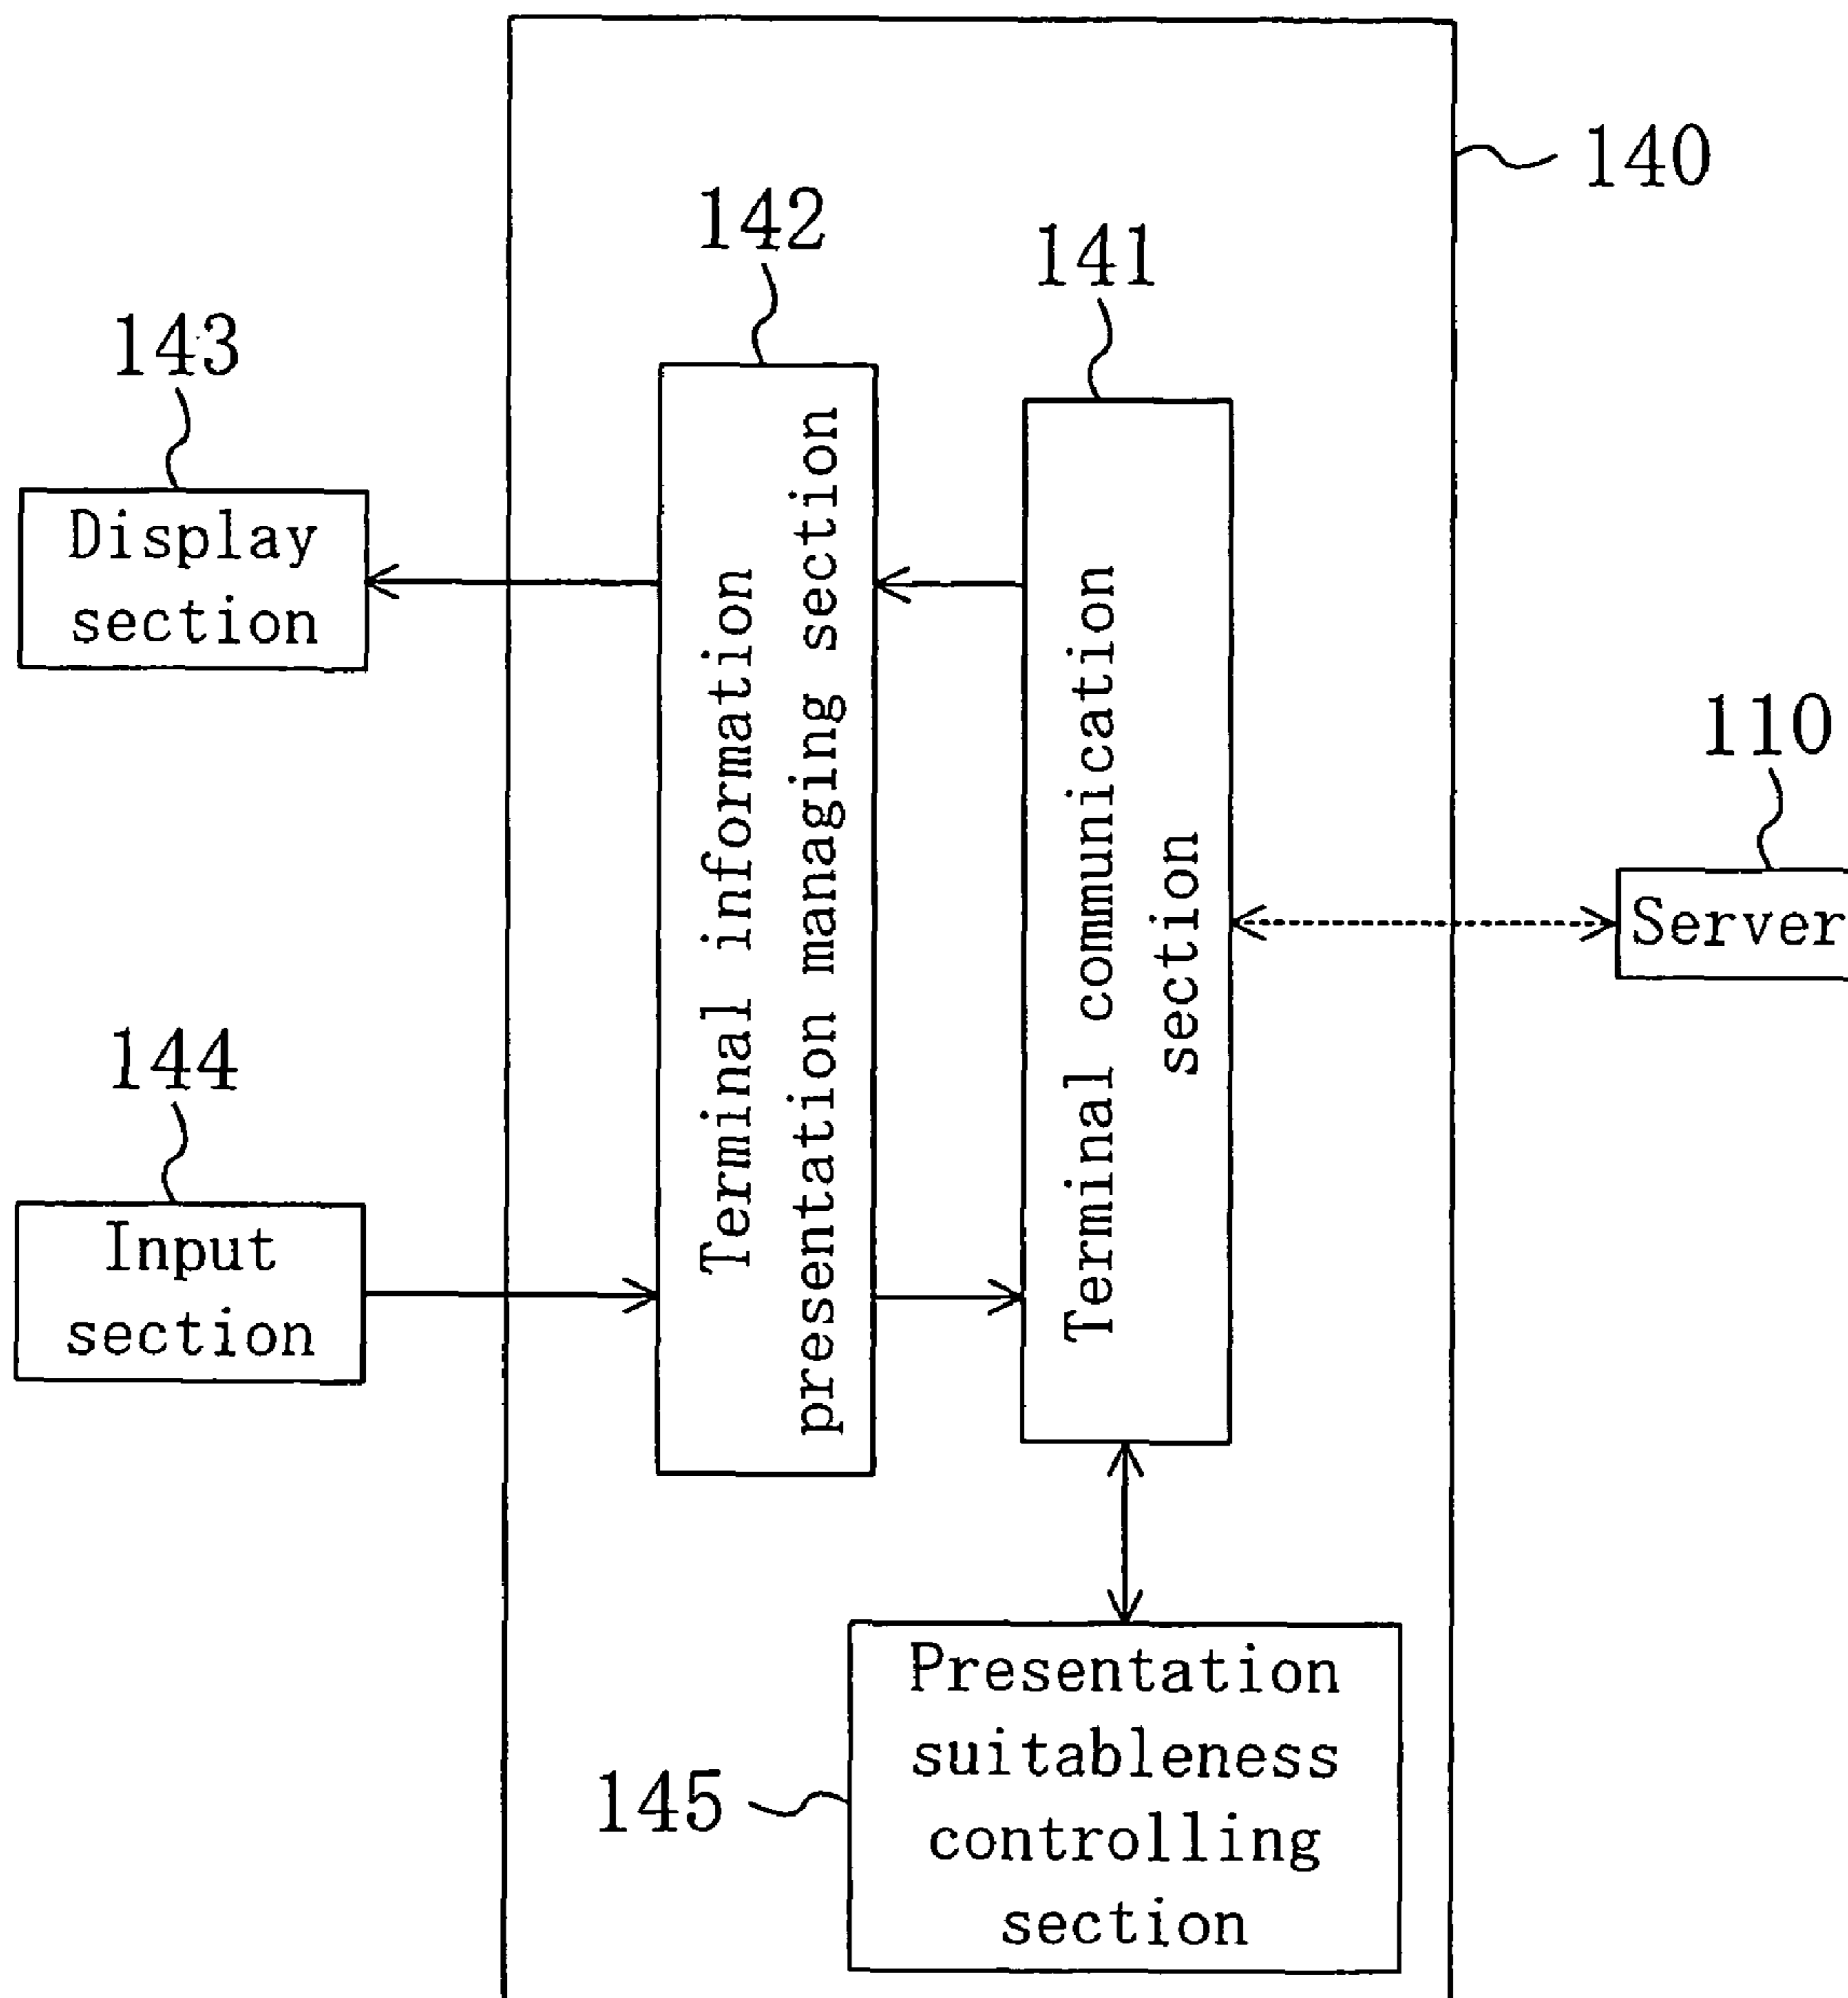 140
142
141
143
Display
section
Terminal information
presentation managing section
Terminal communication
section
110
Server
144
Input
section
145
Presentation
suitableness
controlling
section